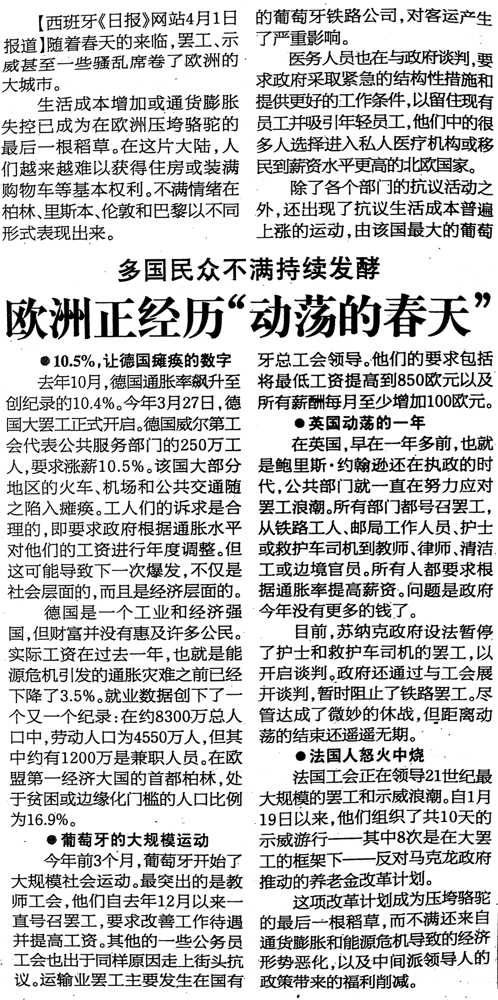 多国民众不满持续发酵
欧洲正经历“动荡的春天”
【西班牙《日报》网站4月1日
报道】随着春天的来临，罢工、示
威甚至一些骚乱席卷了欧洲的
大城市。
生活成本增加或通货膨胀
失控已成为在欧洲压垮骆驼的
最后一根稻草。在这片大陆，人
们越来越难以获得住房或装满
购物车等基本权利。不满情绪在
柏林、里斯本、伦敦和巴黎以不同
形式表现出来。
●10.5%，让德国瘫痪的数字
去年10月，德国通胀率飙升至
创纪录的10.4%。今年3月27日，德
国大罢工正式开启。德国威尔第工
会代表公共服务部门的250万工
人，要求涨薪10.5%。该国大部分
地区的火车、机场和公共交通随
之陷入瘫痪。工人们的诉求是合
理的，即要求政府根据通胀水平
对他们的工资进行年度调整。但
这可能导致下一次爆发，不仅是
社会层面的，而且是经济层面的。
德国是一个工业和经济强
国，但财富并没有惠及许多公民。
实际工资在过去一年，也就是能
源危机引发的通胀灾难之前已经
下降了3.5%。就业数据创下了一
个又一个纪录：在约8300万总人
口中，劳动人口为4550万人，但其
中约有1200万是兼职人员。在欧
盟第一经济大国的首都柏林，处
于贫困或边缘化门槛的人口比例
为16.9%。
●葡萄牙的大规模运动
今年前3个月，葡萄牙开始了
大规模社会运动。最突出的是教
师工会，他们自去年12月以来一
直号召罢工，要求改善工作待遇
并提高工资。其他的一些公务员
工会也出于同样原因走上街头抗
议。运输业罢工主要发生在国有
的葡萄牙铁路公司，对客运产生
了严重影响。
医务人员也在与政府谈判，要
求政府采取紧急的结构性措施和
提供更好的工作条件，以留住现有
员工并吸引年轻员工，他们中的很
多人选择进入私人医疗机构或移
民到薪资水平更高的北欧国家。
除了各个部门的抗议活动之
外，还出现了抗议生活成本普遍
上涨的运动，由该国最大的葡萄
牙总工会领导。他们的要求包括
将最低工资提高到850欧元以及
所有薪酬每月至少增加100欧元。
●英国动荡的一年
在英国，早在一年多前，也就
是鲍里斯·约翰逊还在执政的时
代，公共部门就一直在努力应对
罢工浪潮。所有部门都号召罢工，
从铁路工人、邮局工作人员、护士
或救护车司机到教师、律师、清洁
工或边境官员。所有人都要求根
据通胀率提高薪资。问题是政府
今年没有更多的钱了。
目前，苏纳克政府设法暂停
了护士和救护车司机的罢工，以
开启谈判。政府还通过与工会展
开谈判，暂时阻止了铁路罢工。尽
管达成了微妙的休战，但距离动
荡的结束还遥遥无期。
●法国人怒火中烧
法国工会正在领导21世纪最
大规模的罢工和示威浪潮。自1月
19日以来，他们组织了共10天的
示威游行——其中8次是在大罢
工的框架下——反对马克龙政府
推动的养老金改革计划。
这项改革计划成为压垮骆驼
的最后一根稻草，而不满还来自
通货膨胀和能源危机导致的经济
形势恶化，以及中间派领导人的
政策带来的福利削减。